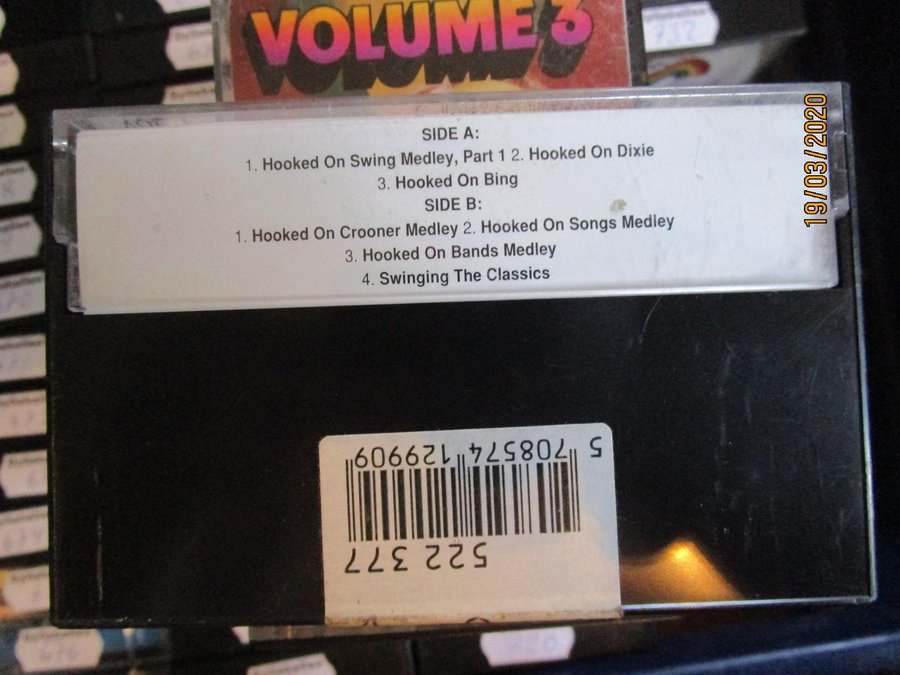 VOLUME 3
732
19/03/2020
SIDE A:
1. Hooked On Swing Medley, Part 1 2. Hooked On Dixie
3. Hooked On Bing
SIDE B:
1. Hooked On Crooner Medley 2. Hooked On Songs Medley
3. Hooked On Bands Medley
4. Swinging The Classics
5 708574 129909
522 377
676